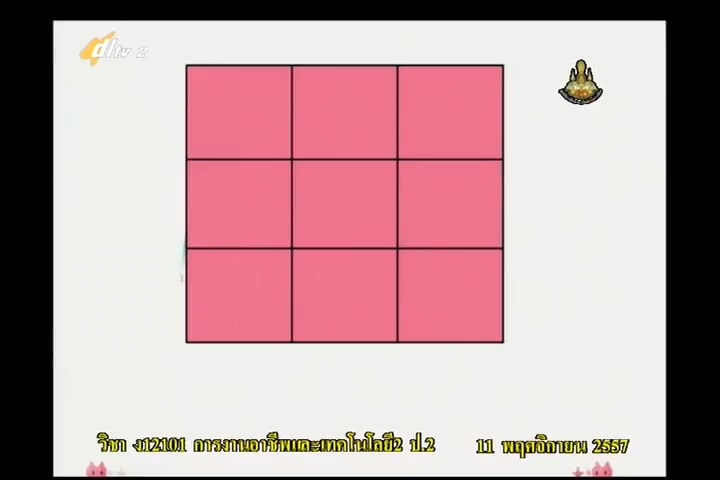 dltv 2
วิชา ง12101 การงานอาชีพและเทคโนโลยี2 ป.2
11 พฤศจิกายน 2557